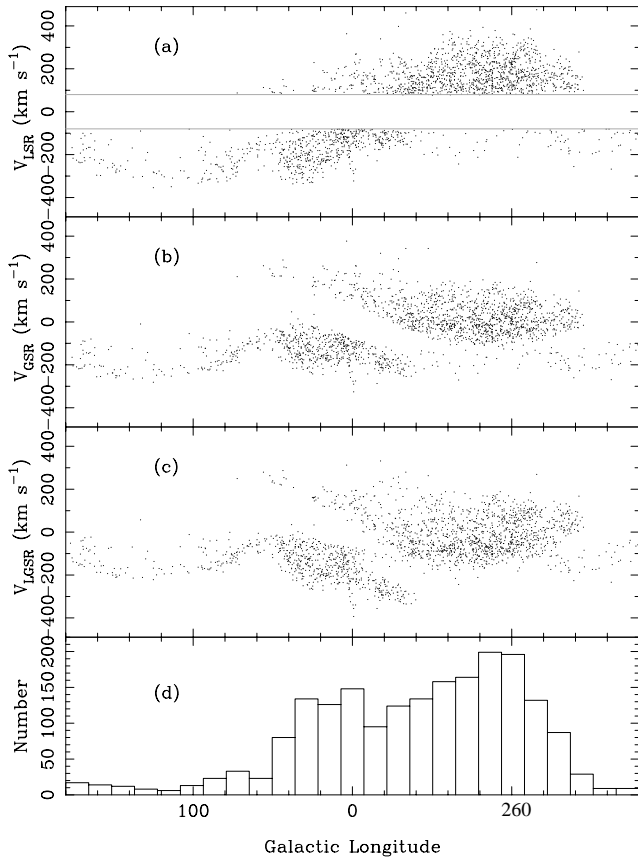 (a)
V_LSR (km s⁻¹)
−400 −200 0 200 400
(b)
V_GSR (km s⁻¹)
−400 −200 0 200 400
(c)
V_LGSR (km s⁻¹)
−400 −200 0 200 400
(d)
Number
0 50 100 150 200
100 0 260
Galactic Longitude